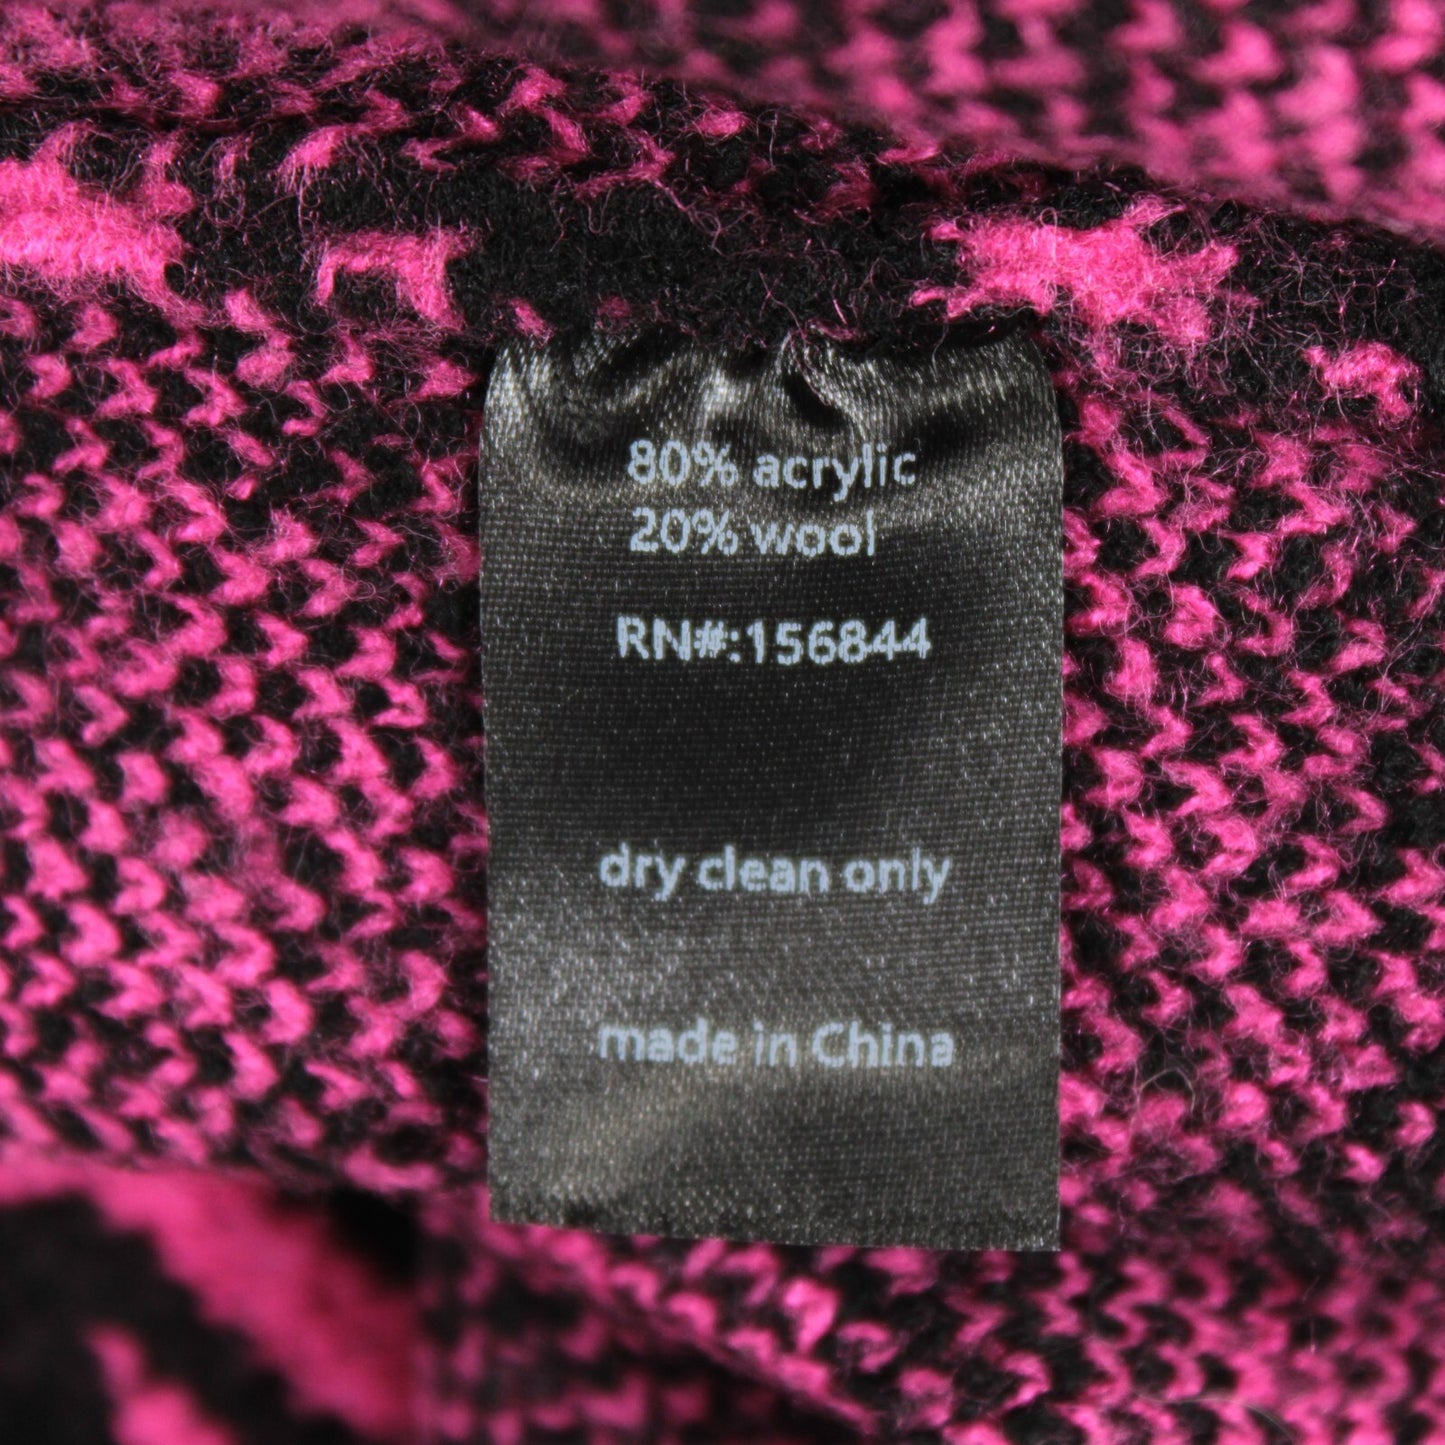 80% acrylic
20% wool
RN#:156844
dry clean only
made in China